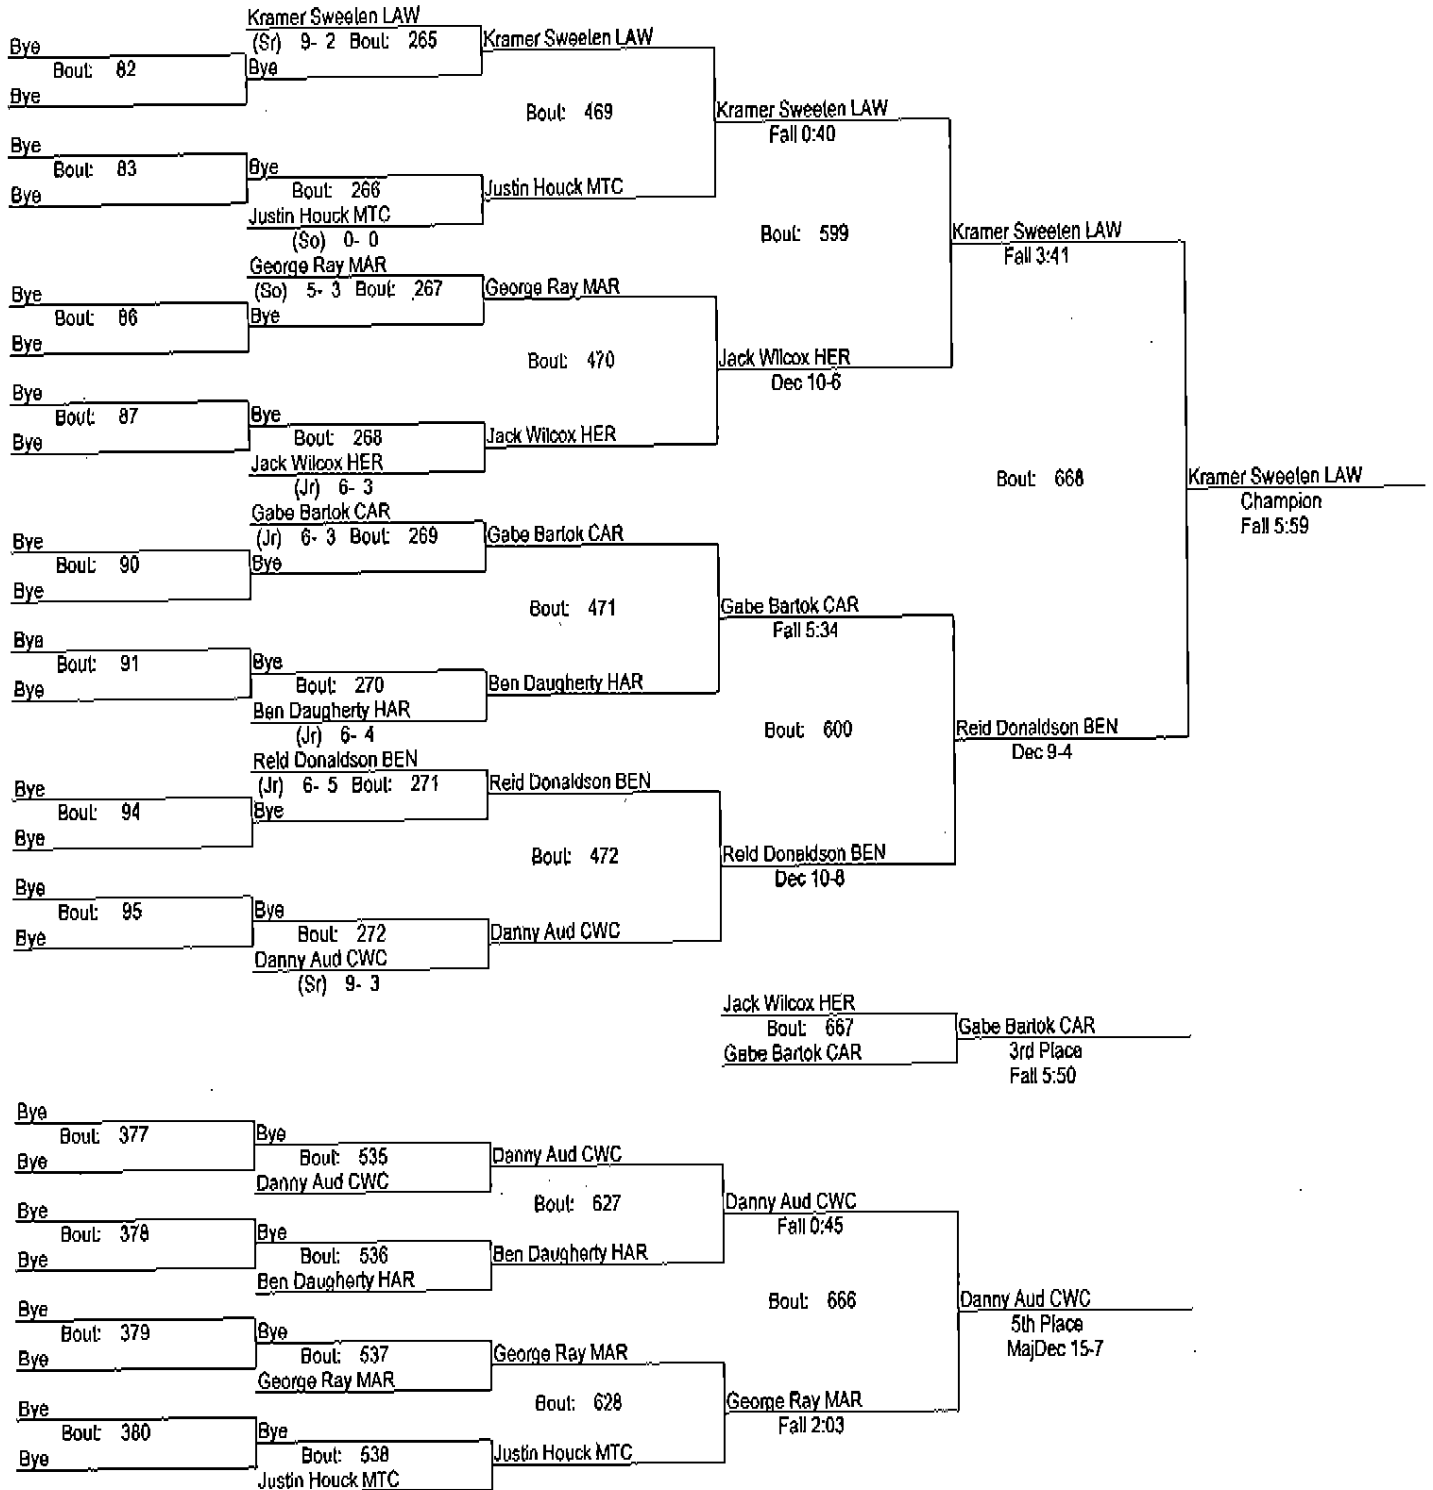 Kramer Sweeten LAW
(Sr) 9- 2 Bout: 265
Kramer Sweeten LAW
Bye
Bout: 82
Bye
Bye
Bout: 469
Kramer Sweeten LAW
Fall 0:40
Bye
Bout: 83
Bye
Bye
Bout: 266
Justin Houck MTC
Justin Houck MTC
(So) 0- 0
Bout: 599
Kramer Sweeten LAW
Fall 3:41
George Ray MAR
(So) 5- 3 Bout: 267
George Ray MAR
Bye
Bout: 86
Bye
Bye
Bout: 470
Jack Wilcox HER
Dec 10-6
Bye
Bout: 87
Bye
Bye
Bout: 268
Jack Wilcox HER
Jack Wilcox HER
(Jr) 6- 3
Bout: 668
Kramer Sweeten LAW
Champion
Fall 5:59
Gabe Bartok CAR
(Jr) 6- 3 Bout: 269
Gabe Bartok CAR
Bye
Bout: 90
Bye
Bye
Bout: 471
Gabe Bartok CAR
Fall 5:34
Bye
Bout: 91
Bye
Bye
Bout: 270
Ben Daugherty HAR
Ben Daugherty HAR
(Jr) 6- 4
Bout: 600
Reid Donaldson BEN
Dec 9-4
Reid Donaldson BEN
(Jr) 6- 5 Bout: 271
Reid Donaldson BEN
Bye
Bout: 94
Bye
Bye
Bout: 472
Reid Donaldson BEN
Dec 10-8
Bye
Bout: 95
Bye
Bye
Bout: 272
Danny Aud CWC
Danny Aud CWC
(Sr) 9- 3
Jack Wilcox HER
Bout: 667
Gabe Bartok CAR
Gabe Bartok CAR
3rd Place
Fall 5:50
Bye
Bout: 377
Bye
Bye
Bout: 535
Danny Aud CWC
Danny Aud CWC
Bout: 627
Danny Aud CWC
Fall 0:45
Bye
Bout: 378
Bye
Bye
Bout: 536
Ben Daugherty HAR
Ben Daugherty HAR
Bout: 666
Danny Aud CWC
5th Place
MajDec 15-7
Bye
Bout: 379
Bye
Bye
Bout: 537
George Ray MAR
George Ray MAR
Bout: 628
George Ray MAR
Fall 2:03
Bye
Bout: 380
Bye
Bye
Bout: 538
Justin Houck MTC
Justin Houck MTC